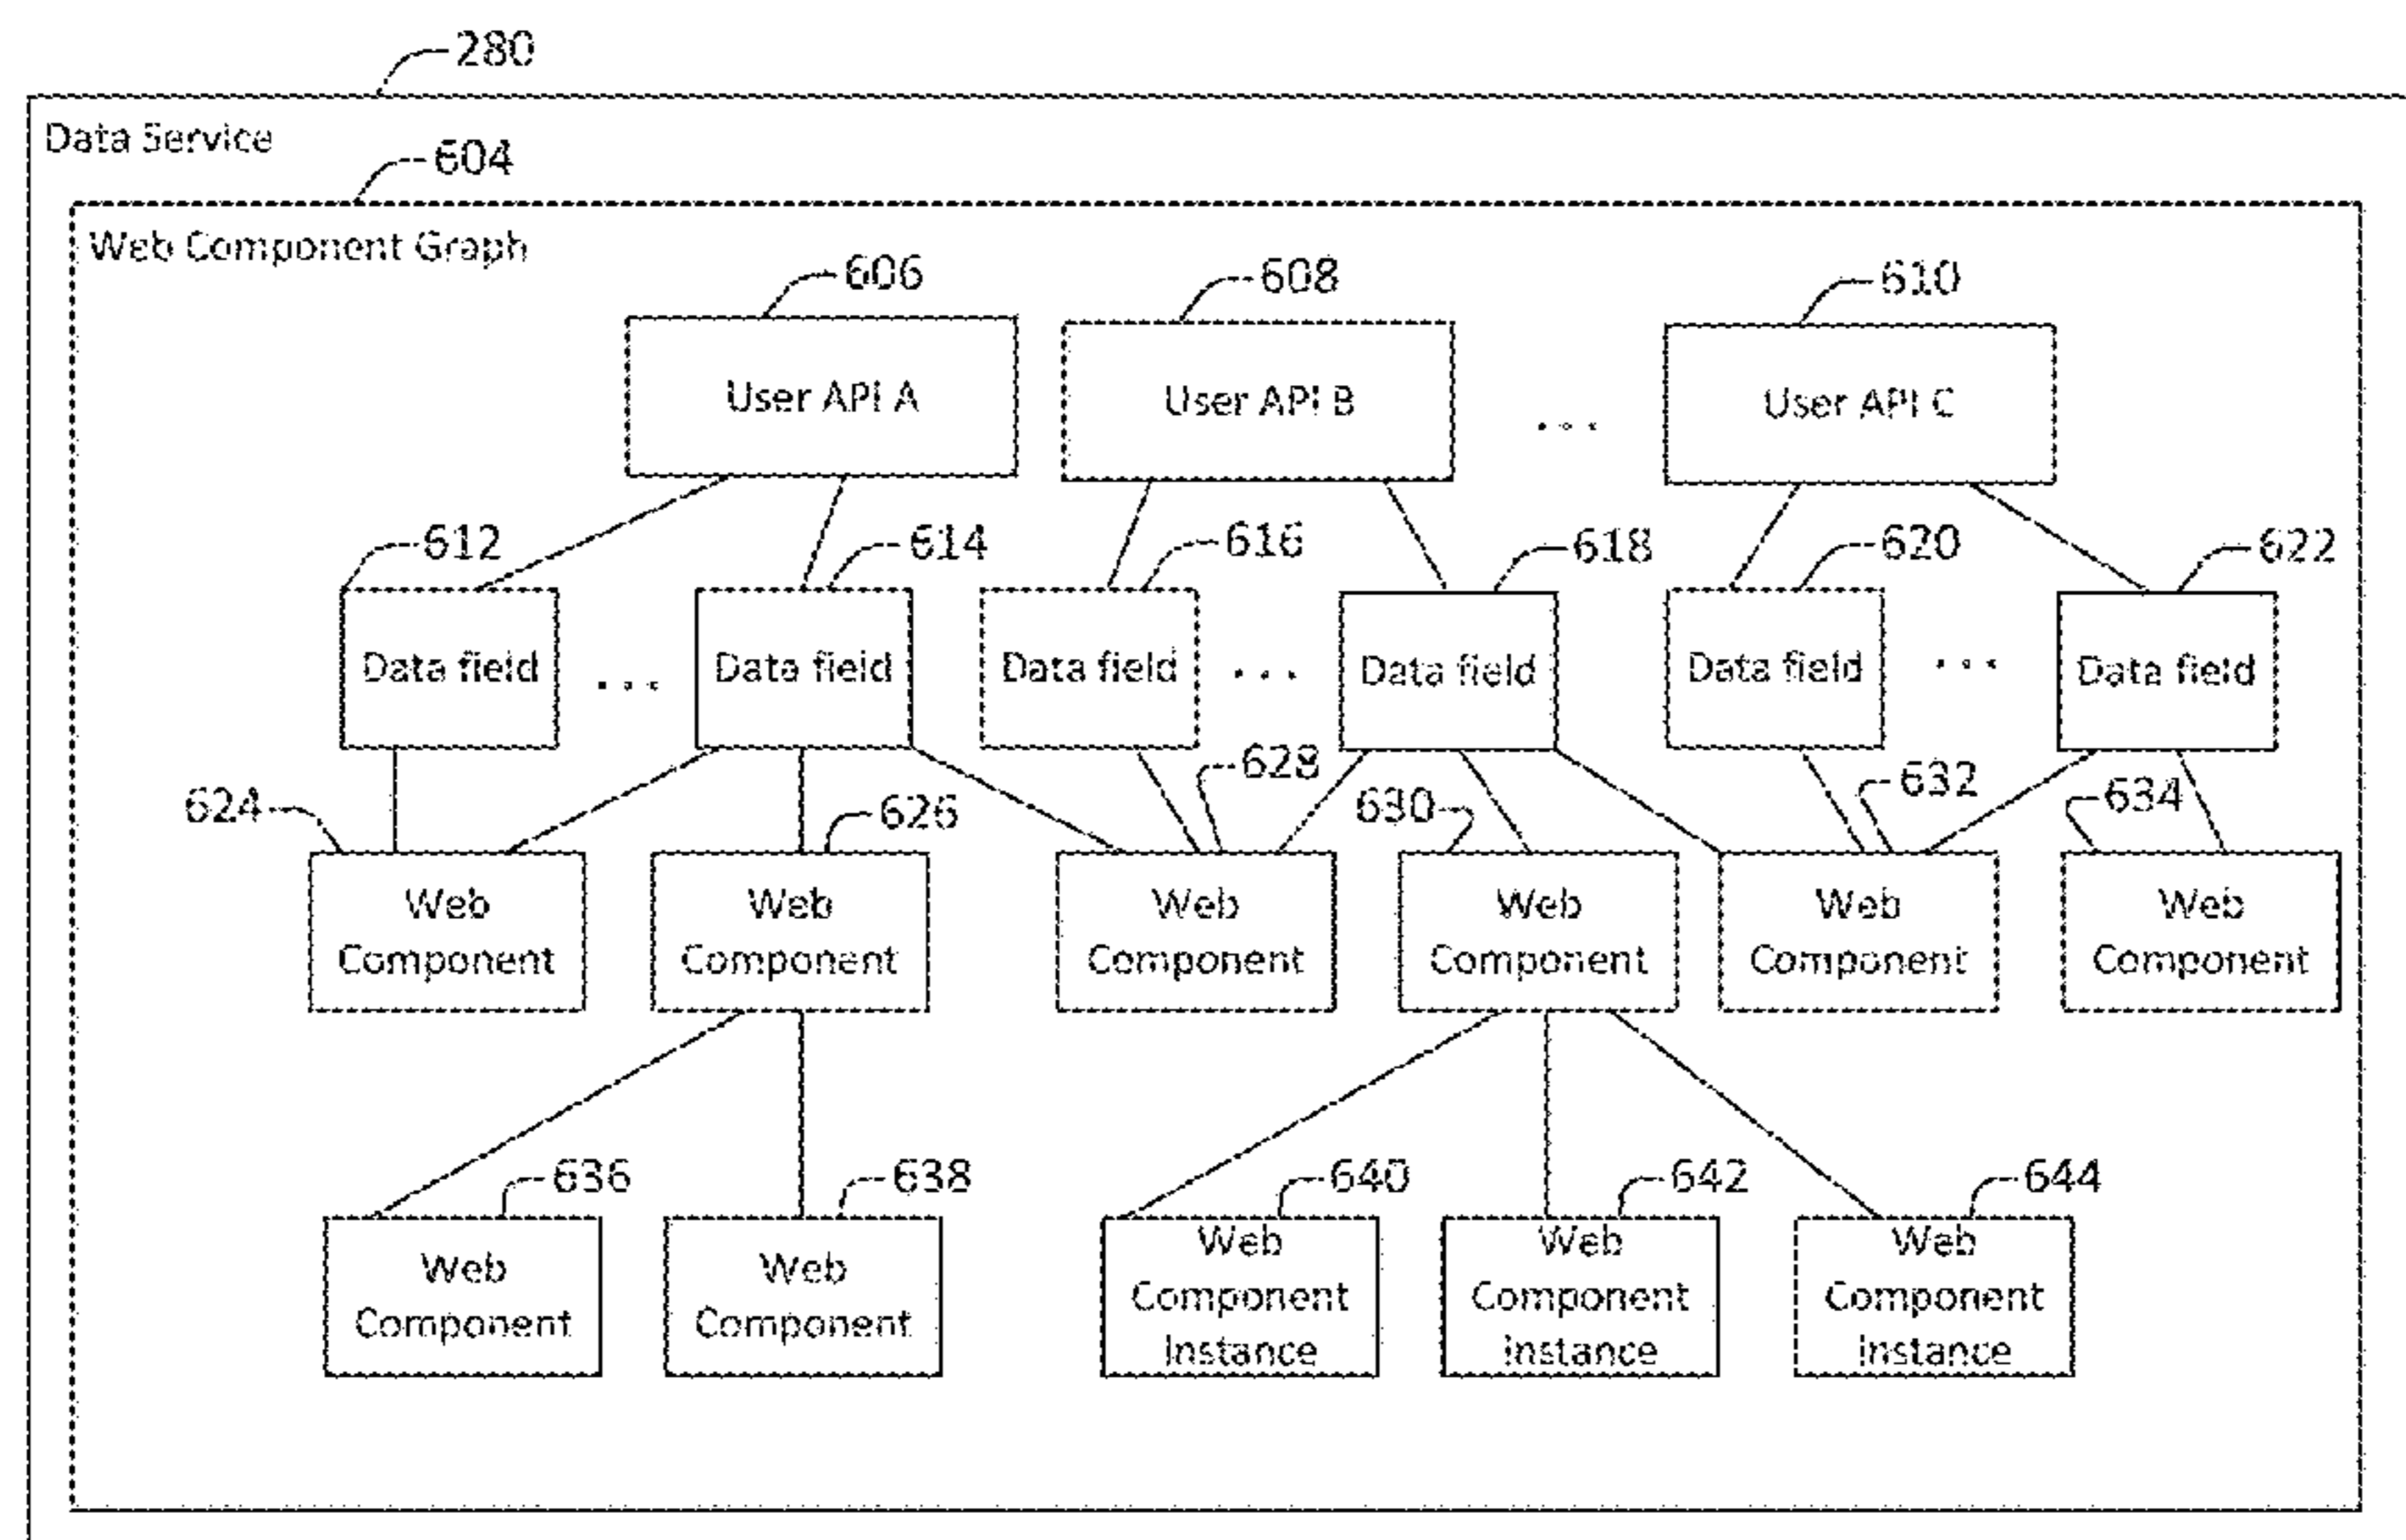 280
Data Service
604
Web Component Graph
606
608
610
User API A
User API B
...
User API C
612
614
616
618
620
622
Data field
...
Data field
Data field
...
Data field
Data field
...
Data field
624
626
628
630
632
634
Web
Component
Web
Component
Web
Component
Web
Component
Web
Component
Web
Component
636
638
640
642
644
Web
Component
Web
Component
Web
Component
Instance
Web
Component
Instance
Web
Component
Instance